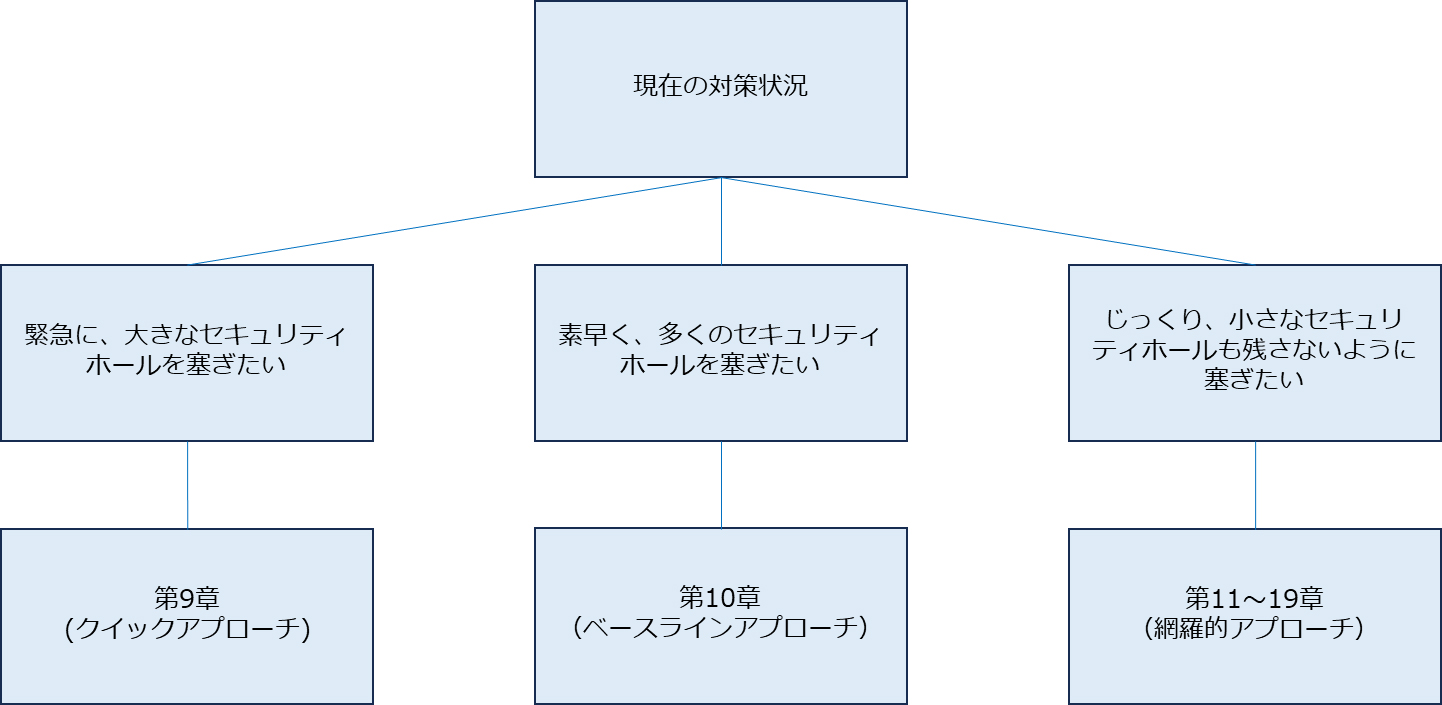 現在の対策状況
緊急に、大きなセキュリティ
ホールを塞ぎたい
素早く、多くのセキュリティ
ホールを塞ぎたい
じっくり、小さなセキュリ
ティホールも残さないように
塞ぎたい
第9章
(クイックアプローチ)
第10章
（ベースラインアプローチ）
第11～19章
（網羅的アプローチ）